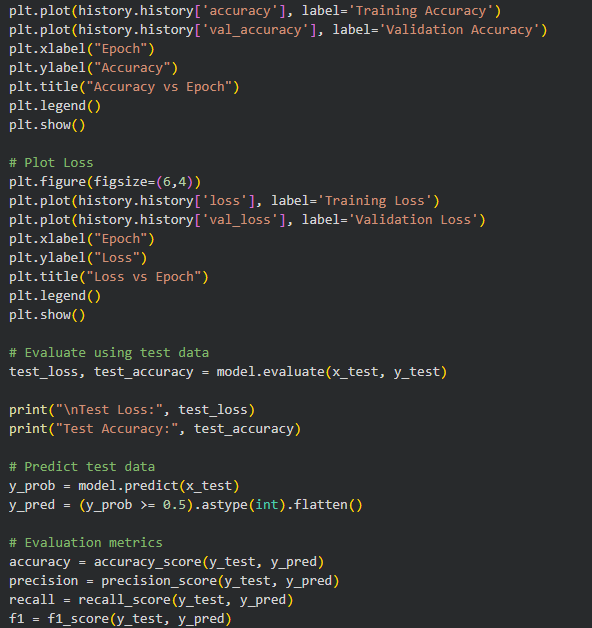 plt.plot(history.history['accuracy'], label='Training Accuracy')
plt.plot(history.history['val_accuracy'], label='Validation Accuracy')
plt.xlabel("Epoch")
plt.ylabel("Accuracy")
plt.title("Accuracy vs Epoch")
plt.legend()
plt.show()

# Plot Loss
plt.figure(figsize=(6,4))
plt.plot(history.history['loss'], label='Training Loss')
plt.plot(history.history['val_loss'], label='Validation Loss')
plt.xlabel("Epoch")
plt.ylabel("Loss")
plt.title("Loss vs Epoch")
plt.legend()
plt.show()

# Evaluate using test data
test_loss, test_accuracy = model.evaluate(x_test, y_test)

print("\nTest Loss:", test_loss)
print("Test Accuracy:", test_accuracy)

# Predict test data
y_prob = model.predict(x_test)
y_pred = (y_prob >= 0.5).astype(int).flatten()

# Evaluation metrics
accuracy = accuracy_score(y_test, y_pred)
precision = precision_score(y_test, y_pred)
recall = recall_score(y_test, y_pred)
f1 = f1_score(y_test, y_pred)